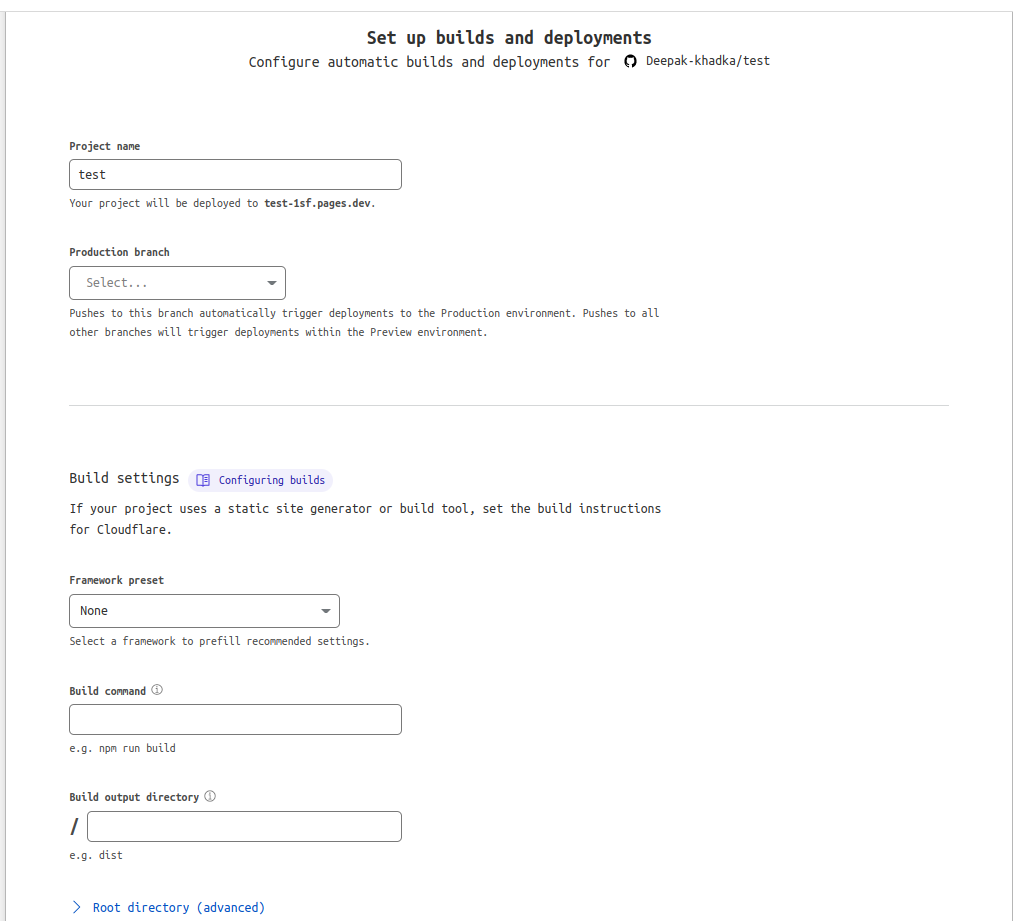 Set up builds and deployments
Configure automatic builds and deployments for Deepak-khadka/test
Project name
test
Your project will be deployed to test-1sf.pages.dev.
Production branch
Select...
Pushes to this branch automatically trigger deployments to the Production environment. Pushes to all
other branches will trigger deployments within the Preview environment.
Build settings Configuring builds
If your project uses a static site generator or build tool, set the build instructions
for Cloudflare.
Framework preset
None
Select a framework to prefill recommended settings.
Build command
e.g. npm run build
Build output directory
/
e.g. dist
Root directory (advanced)